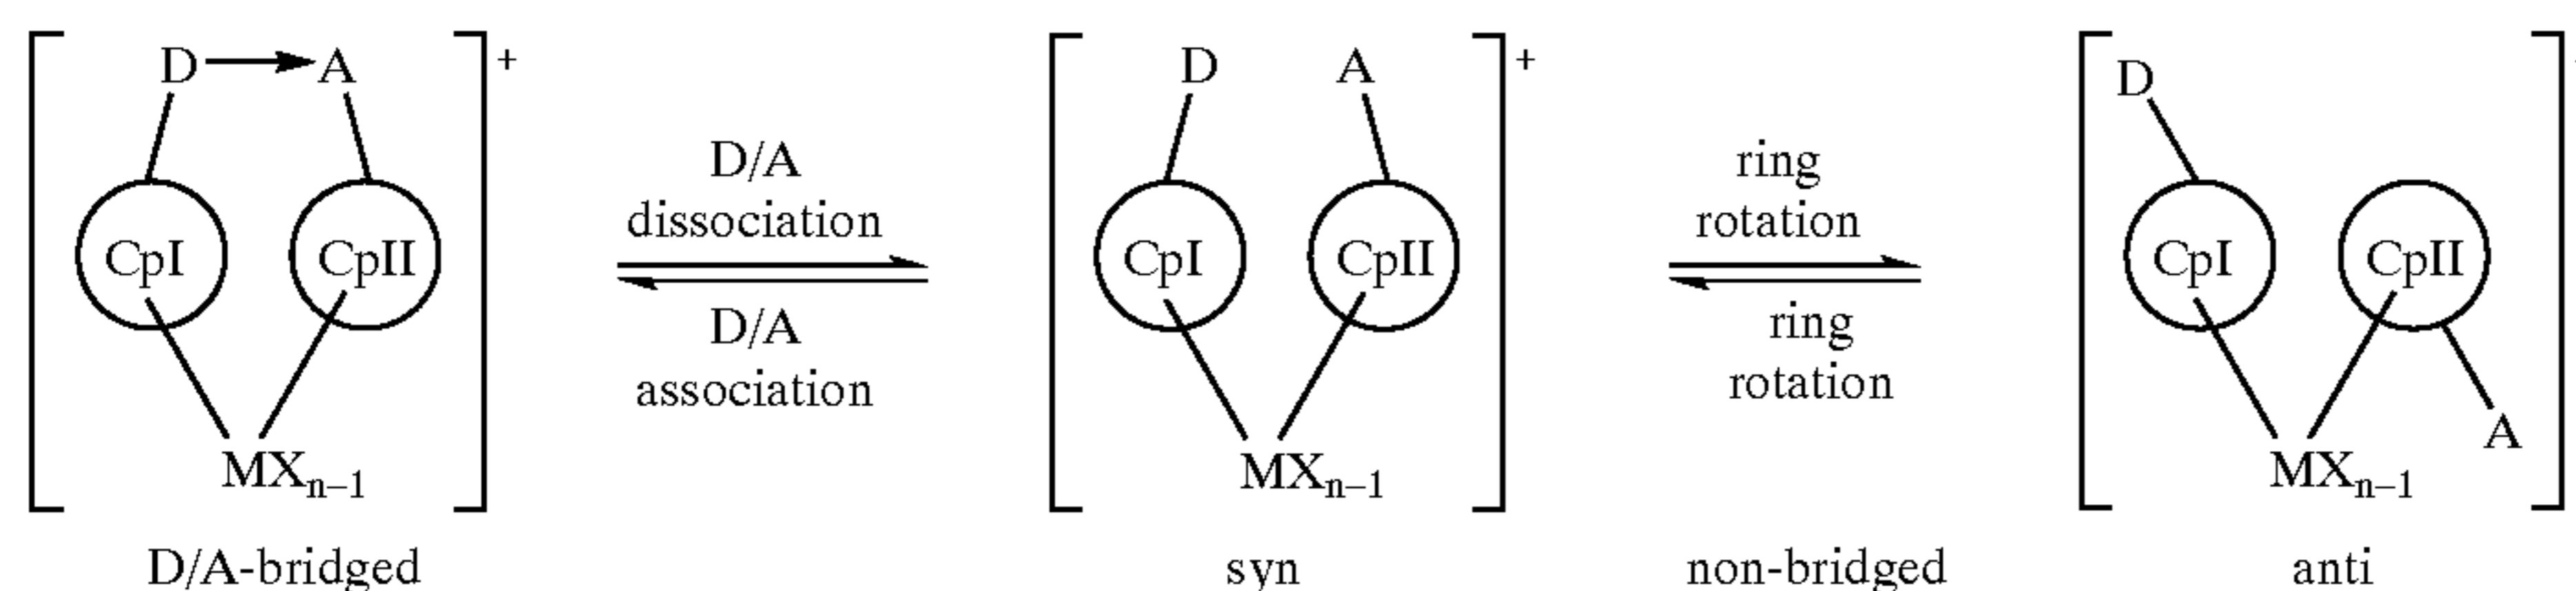 D A +
CpI CpII
MXn–1
D/A-bridged
D/A
dissociation
D/A
association
D A +
CpI CpII
MXn–1
syn
ring
rotation
ring
rotation
non-bridged
D
CpI CpII
A
MXn–1
anti